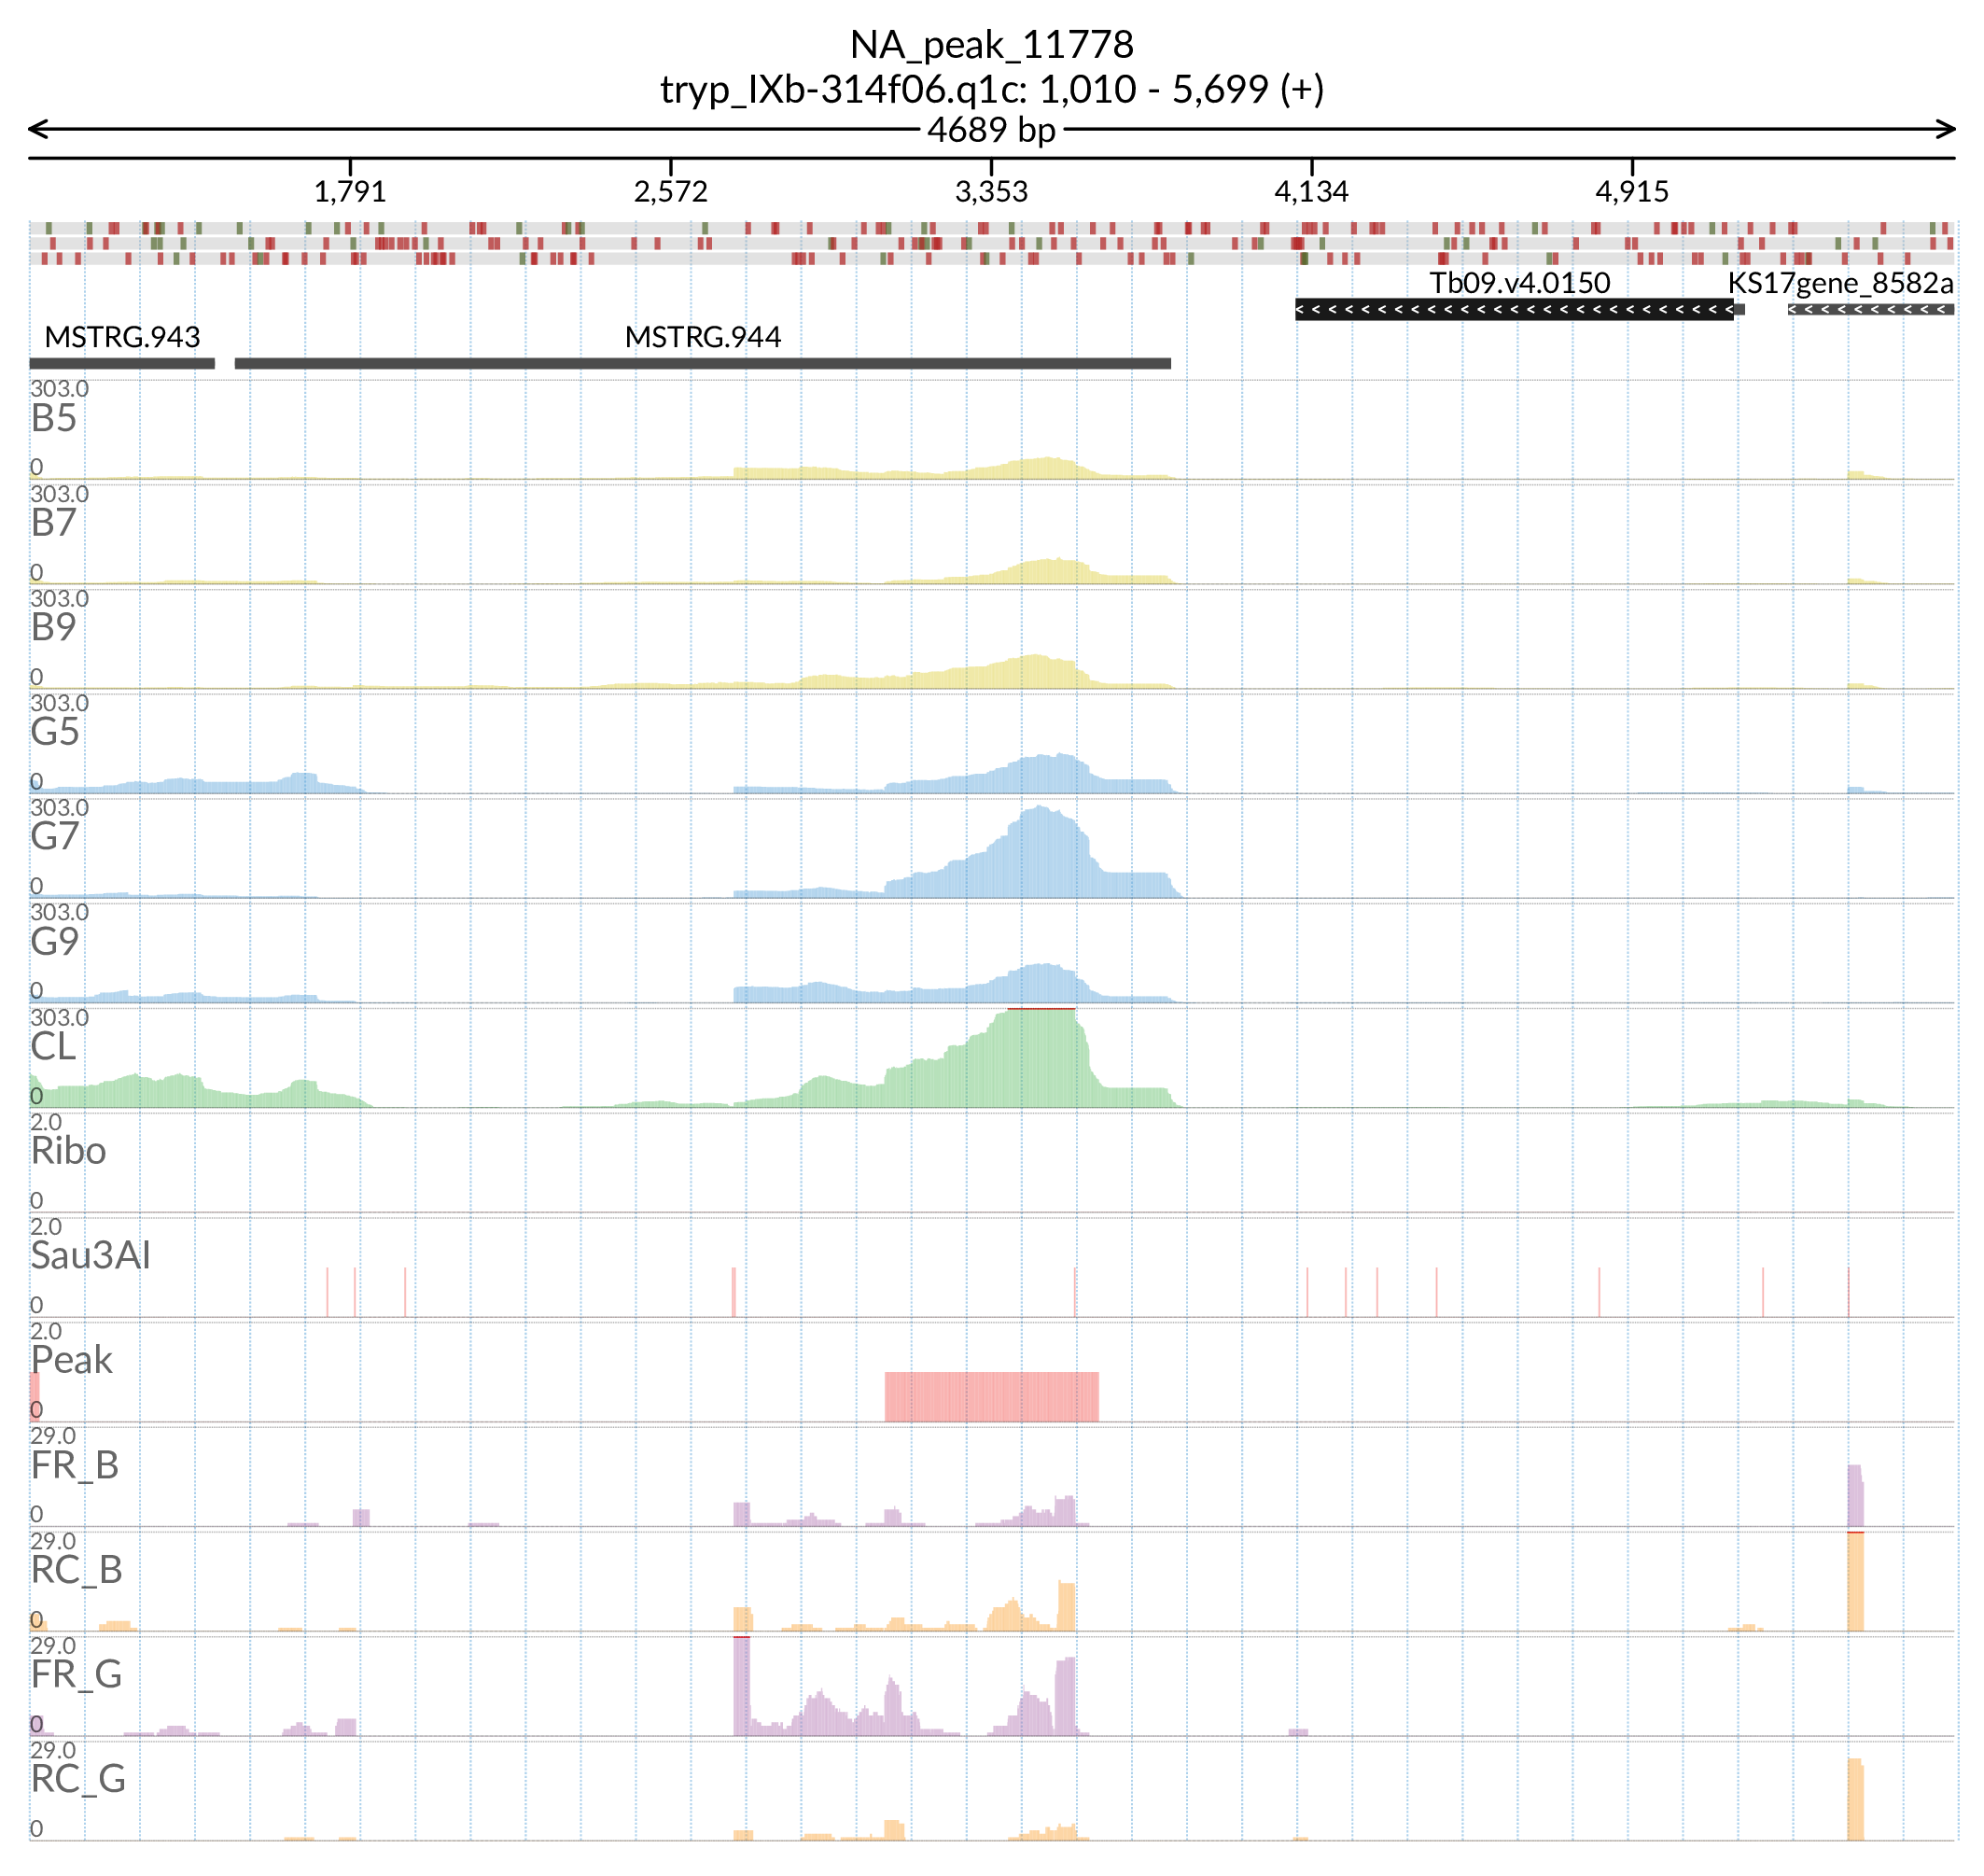 NA_peak_11778
tryp_IXb-314f06.q1c: 1,010 - 5,699 (+)
4689 bp
1,791 2,572 3,353 4,134 4,915
Tb09.v4.0150 KS17gene_8582a
MSTRG.943 MSTRG.944
303.0
B5
0
303.0
B7
0
303.0
B9
0
303.0
G5
0
303.0
G7
0
303.0
G9
0
303.0
CL
0
2.0
Ribo
0
2.0
Sau3AI
0
2.0
Peak
0
29.0
FR_B
0
29.0
RC_B
0
29.0
FR_G
0
29.0
RC_G
0